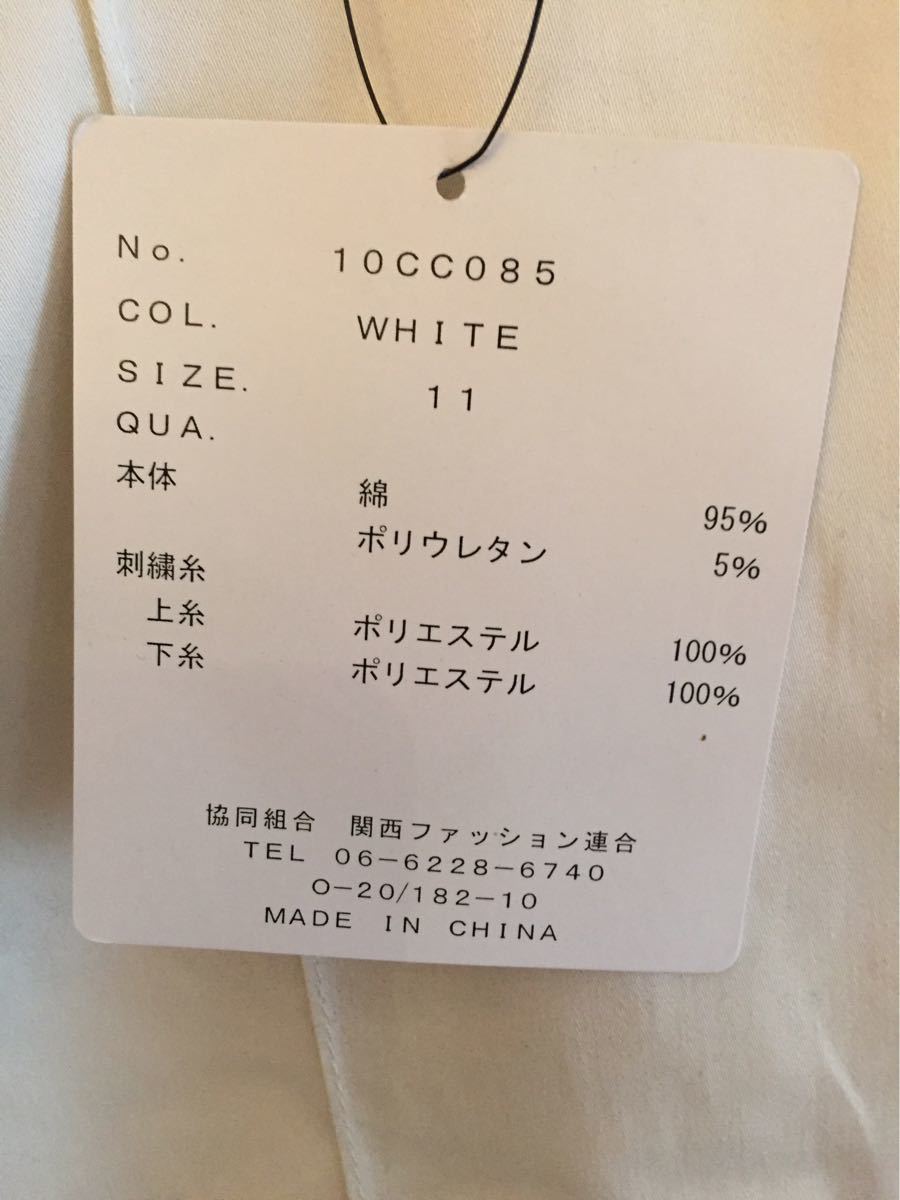 No. 10CC085
COL. WHITE
SIZE. 11
QUA.
本体 綿 95%
ポリウレタン 5%
刺繍糸
上糸 ポリエステル 100%
下糸 ポリエステル 100%
協同組合 関西ファッション連合
TEL 06-6228-6740
O-20/182-10
MADE IN CHINA